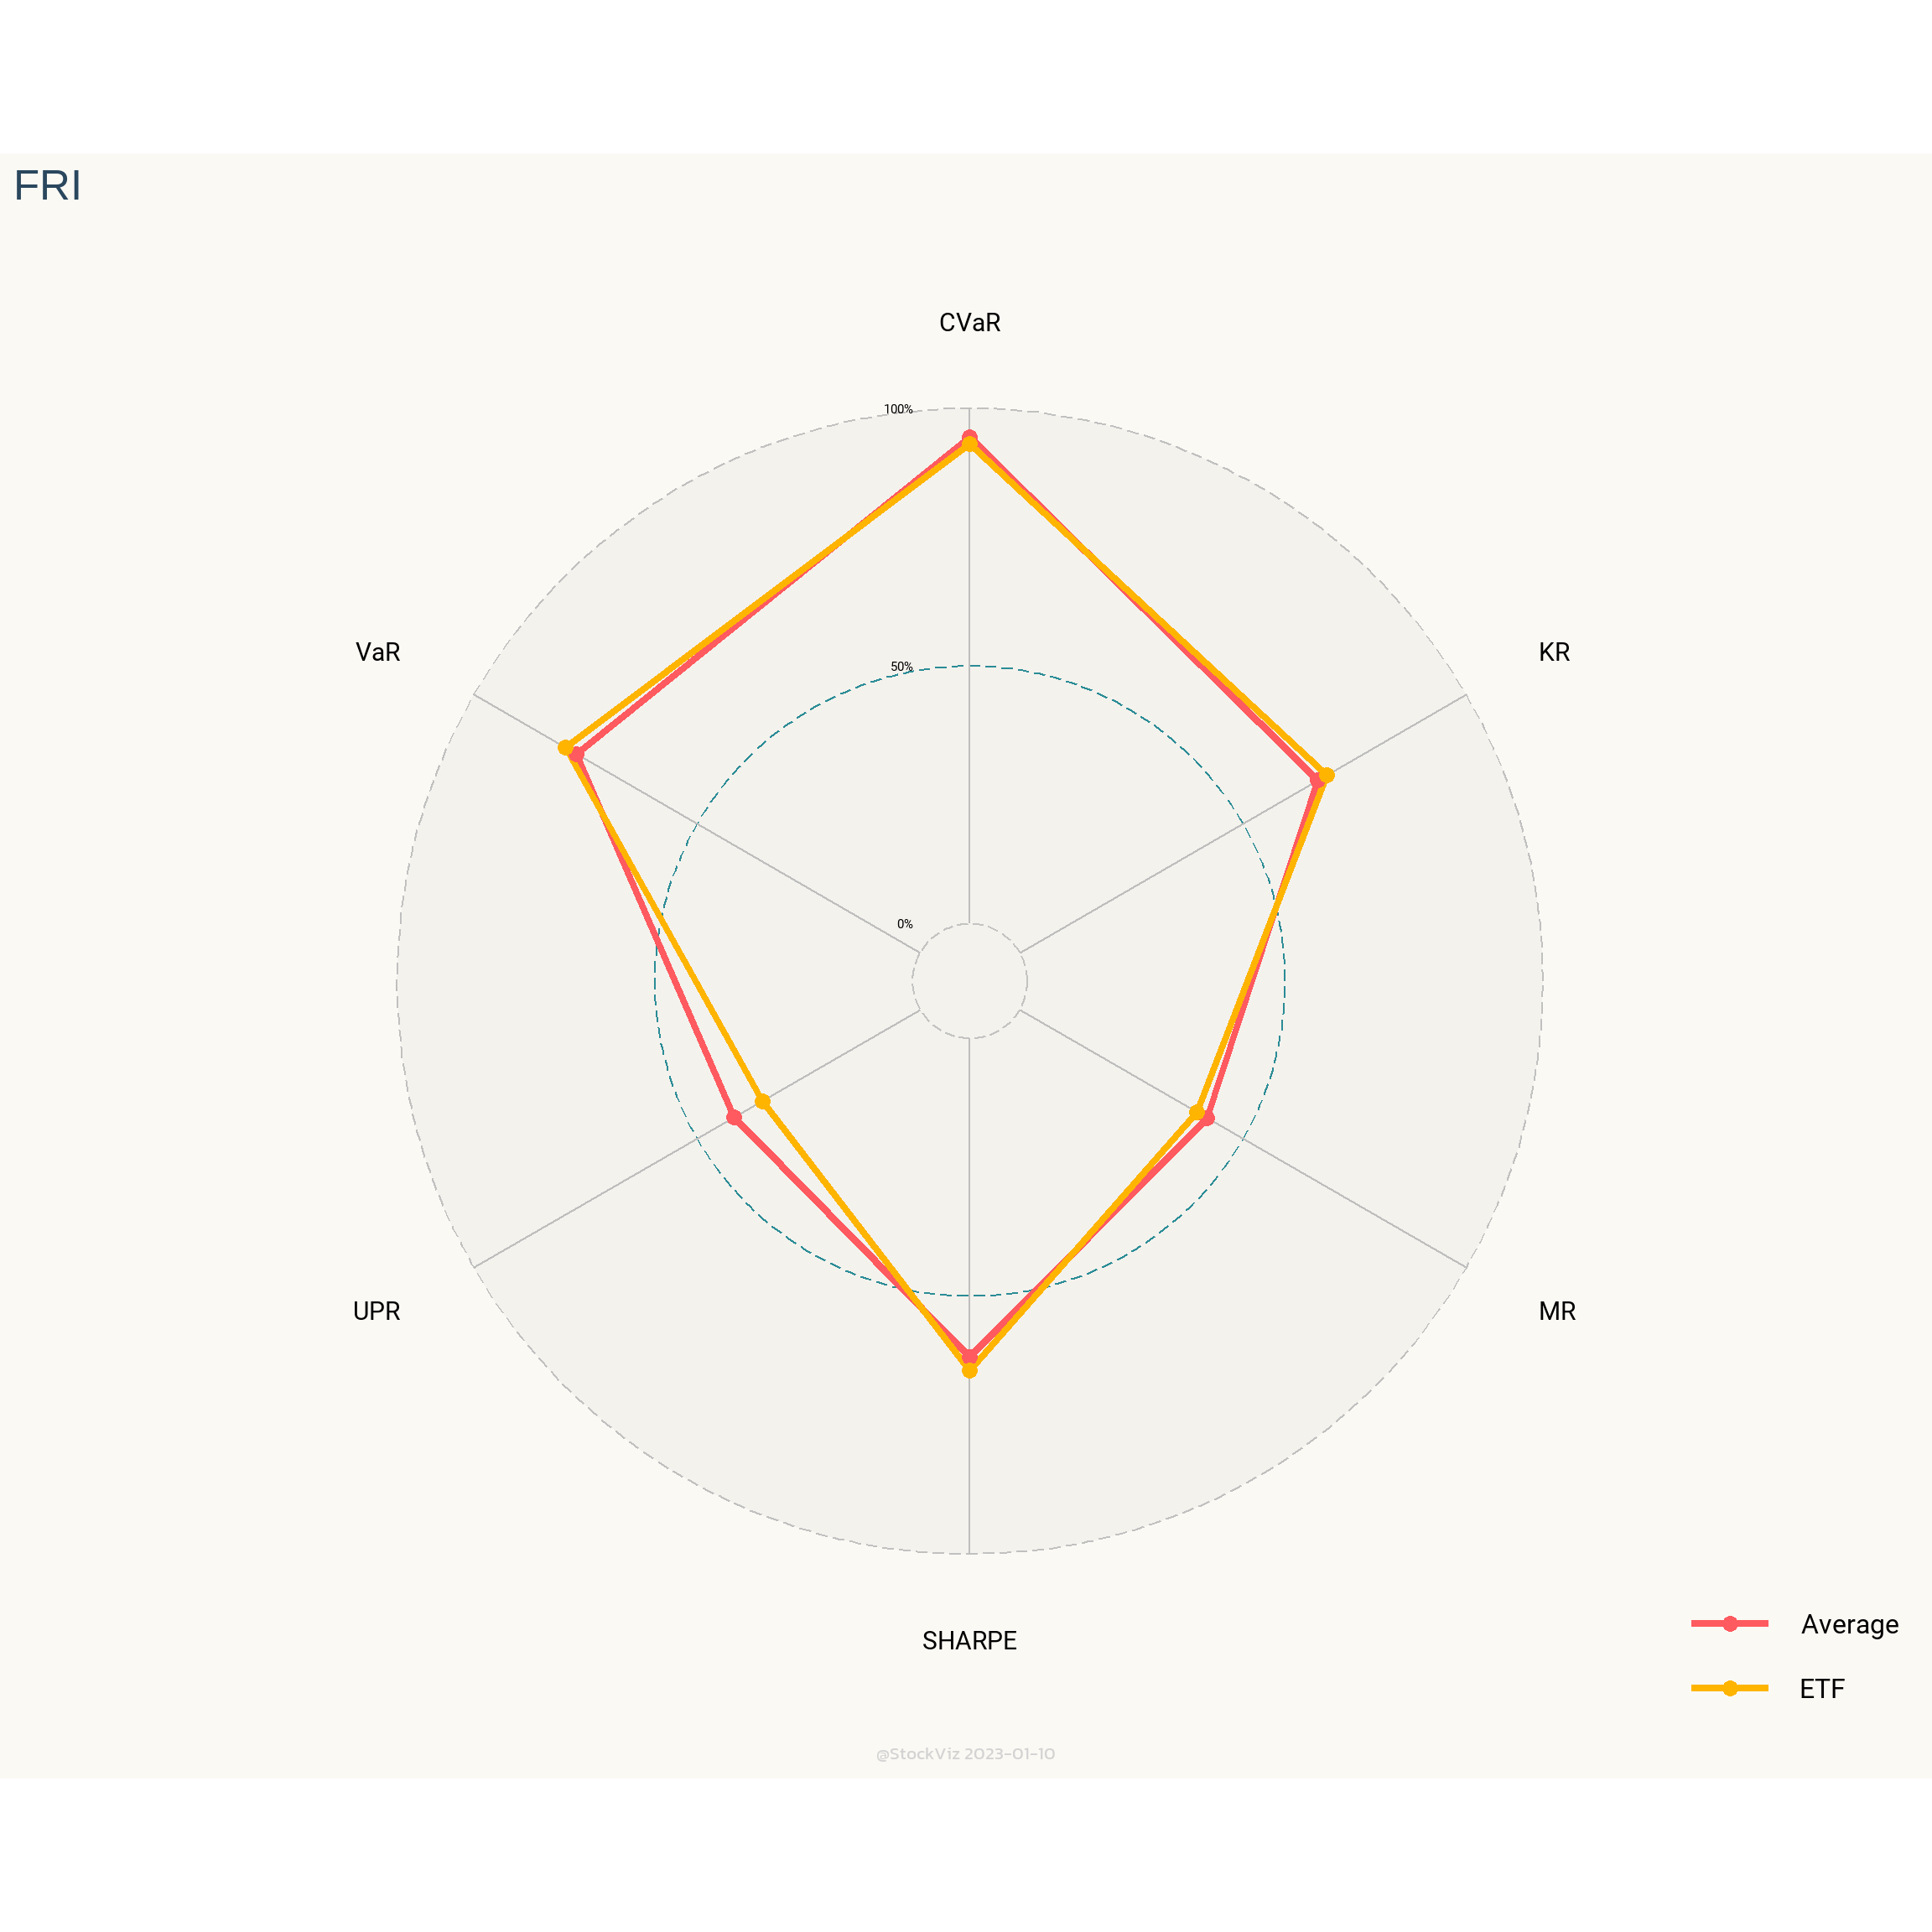 FRI
CVaR
100%
KR
VaR
50%
0%
UPR
MR
SHARPE
Average
ETF
@StockViz 2023-01-10